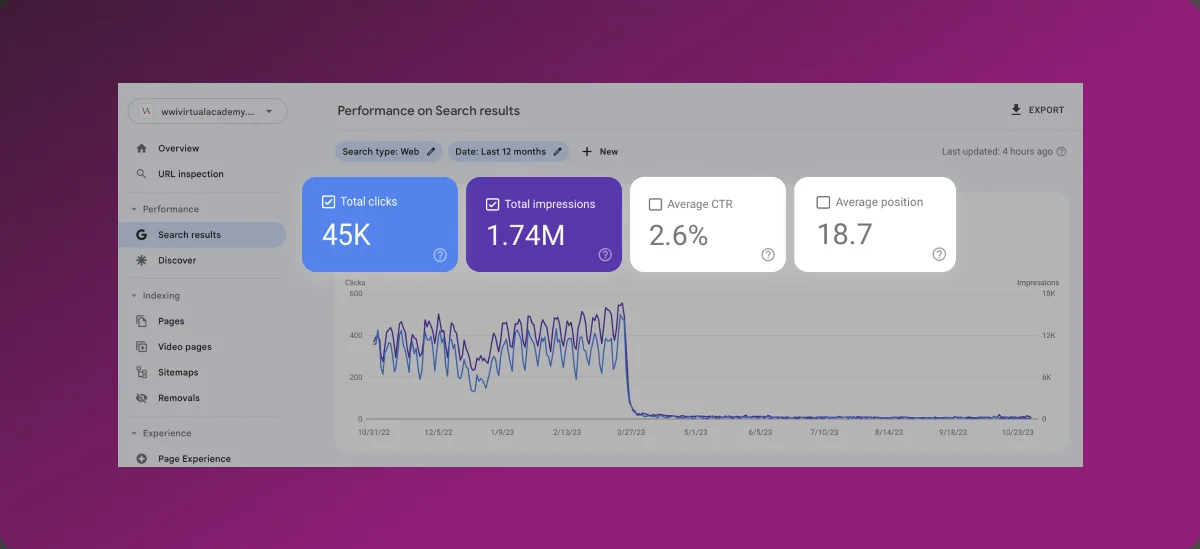 wwivirtualacademy....
Performance on Search results
EXPORT
Overview
URL inspection
Performance
Search results
Discover
Indexing
Pages
Video pages
Sitemaps
Removals
Experience
Page Experience
Search type: Web
Date: Last 12 months
New
Last updated: 4 hours ago
Total clicks
45K
Total impressions
1.74M
Average CTR
2.6%
Average position
18.7
Clicks
Impressions
600
18K
400
12K
200
6K
0
0
10/31/22 12/5/22 1/9/23 2/13/23 3/27/23 5/1/23 6/5/23 7/10/23 8/14/23 9/18/23 10/23/23